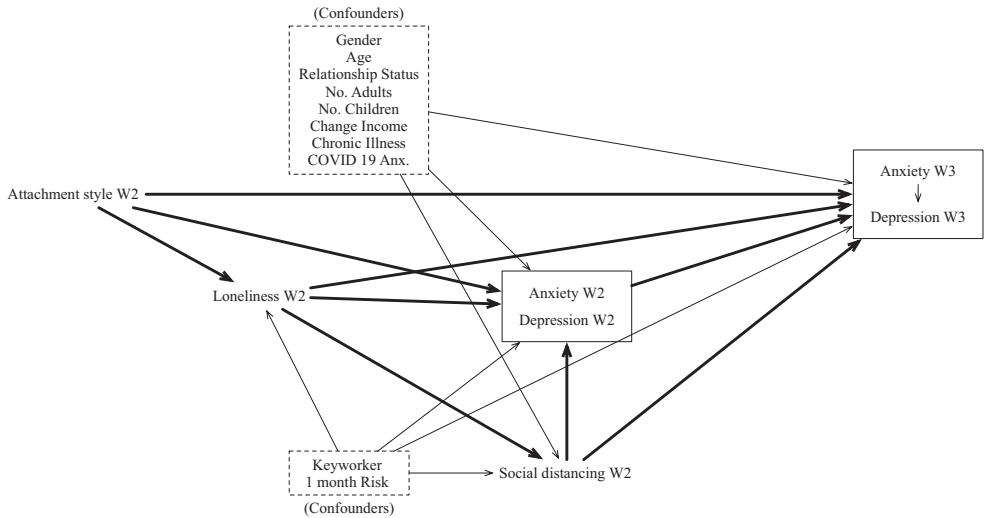 (Confounders)
Gender
Age
Relationship Status
No. Adults
No. Children
Change Income
Chronic Illness
COVID 19 Anx.
Anxiety W3
Depression W3
Attachment style W2
Loneliness W2
Anxiety W2
Depression W2
Keyworker
1 month Risk
(Confounders)
Social distancing W2